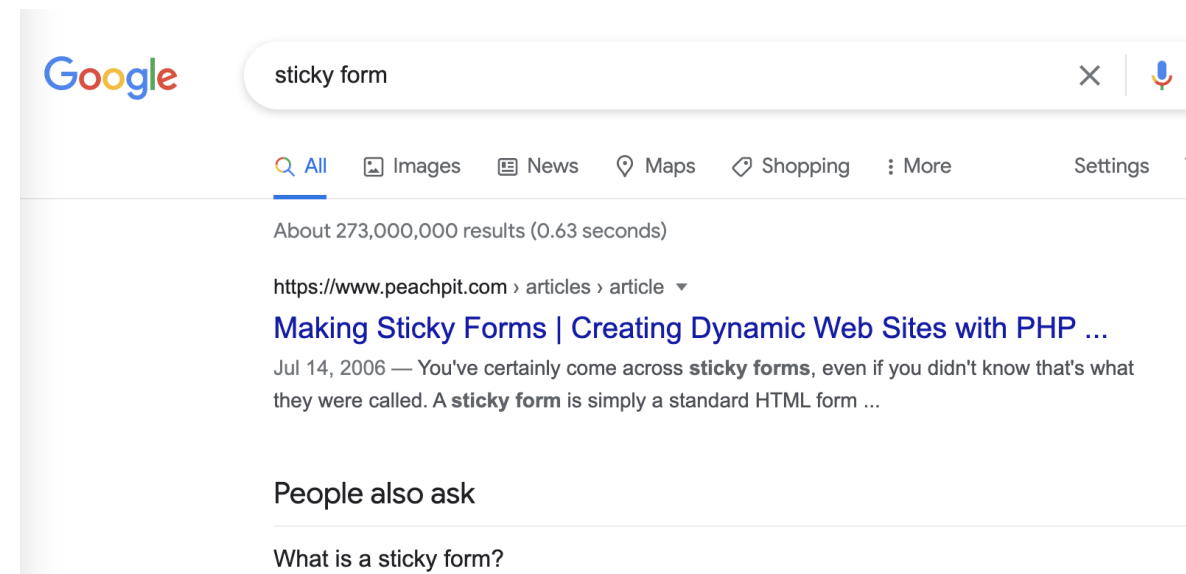 Google
sticky form
All Images News Maps Shopping More Settings
About 273,000,000 results (0.63 seconds)
https://www.peachpit.com › articles › article
Making Sticky Forms | Creating Dynamic Web Sites with PHP ...
Jul 14, 2006 — You've certainly come across sticky forms, even if you didn't know that's what
they were called. A sticky form is simply a standard HTML form ...
People also ask
What is a sticky form?